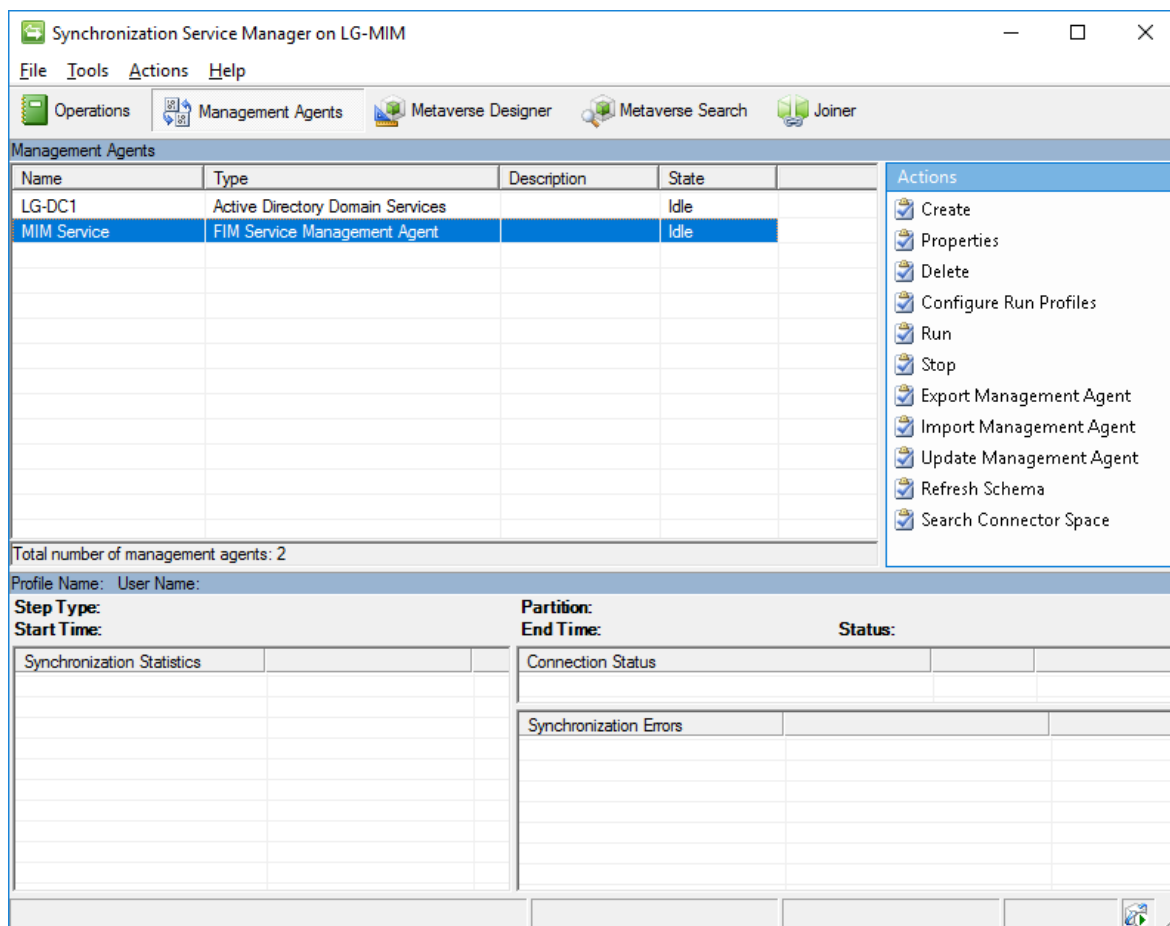 Synchronization Service Manager on LG-MIM
File Tools Actions Help
Operations Management Agents Metaverse Designer Metaverse Search Joiner
Management Agents
Name Type Description State
LG-DC1 Active Directory Domain Services Idle
MIM Service FIM Service Management Agent Idle
Total number of management agents: 2
Actions
Create
Properties
Delete
Configure Run Profiles
Run
Stop
Export Management Agent
Import Management Agent
Update Management Agent
Refresh Schema
Search Connector Space
Profile Name: User Name:
Step Type: Partition:
Start Time: End Time: Status:
Synchronization Statistics
Connection Status
Synchronization Errors